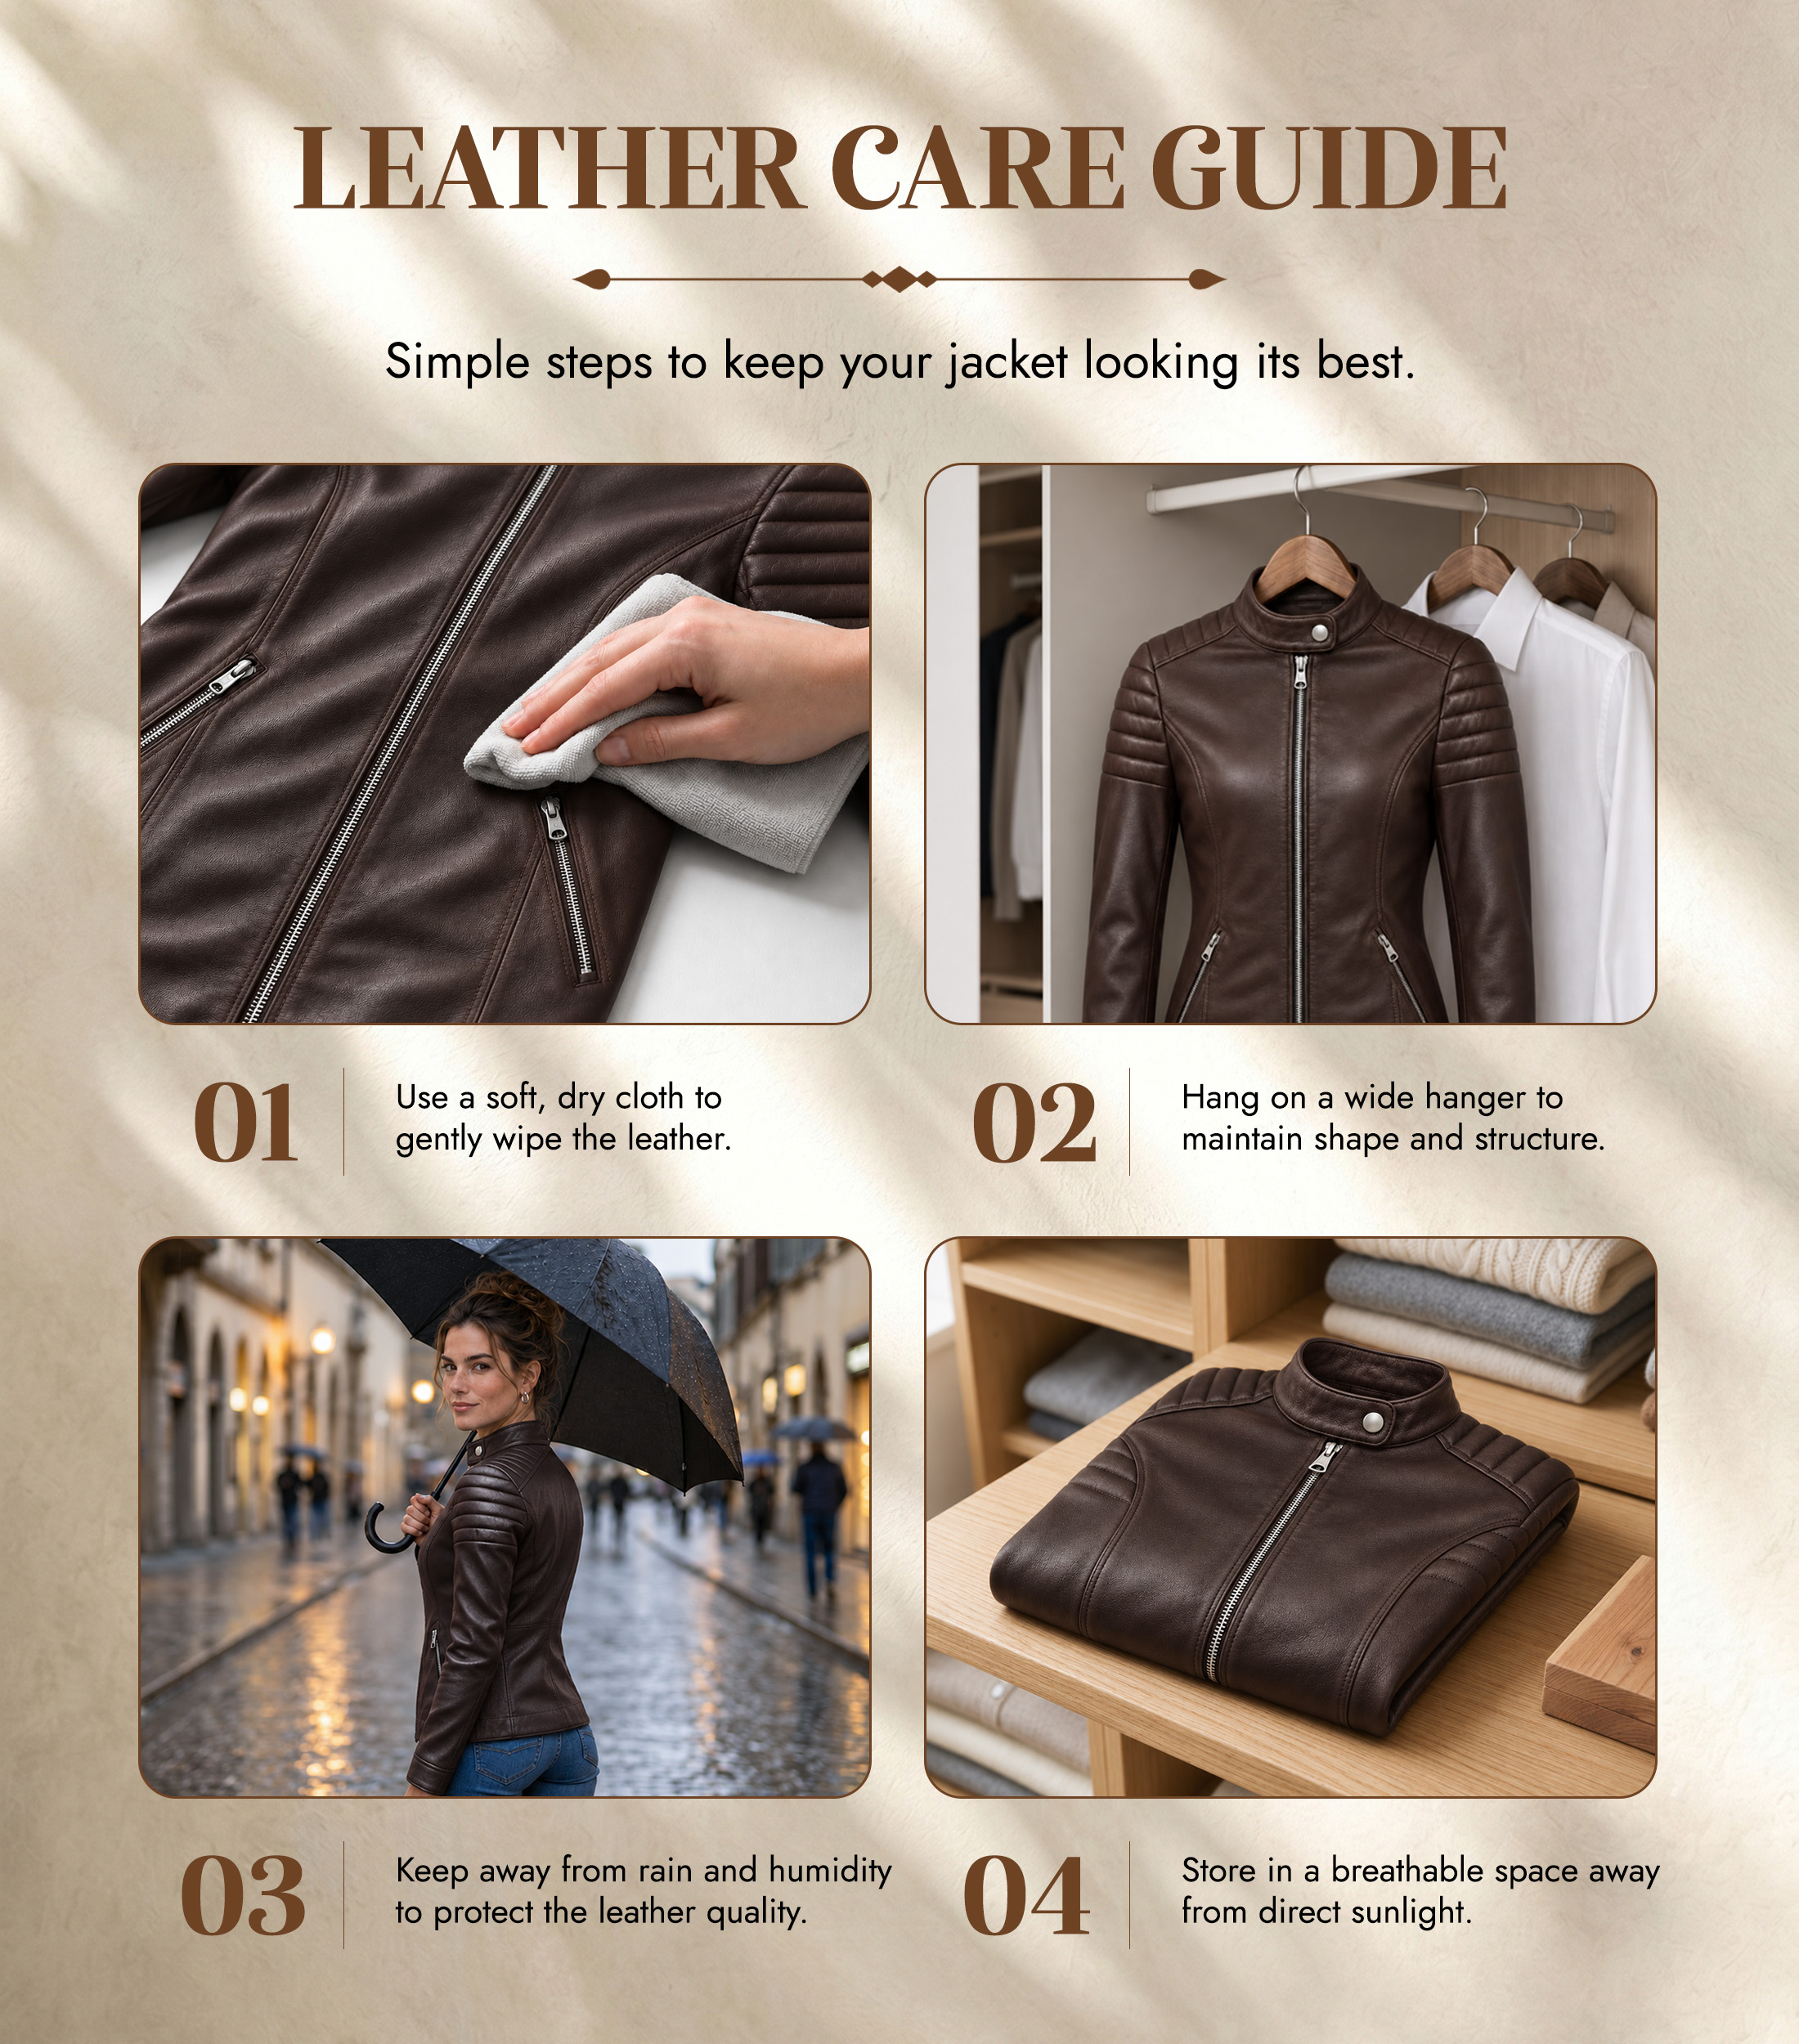 LEATHER CARE GUIDE
Simple steps to keep your jacket looking its best.
01
Use a soft, dry cloth to
gently wipe the leather.
02
Hang on a wide hanger to
maintain shape and structure.
03
Keep away from rain and humidity
to protect the leather quality.
04
Store in a breathable space away
from direct sunlight.